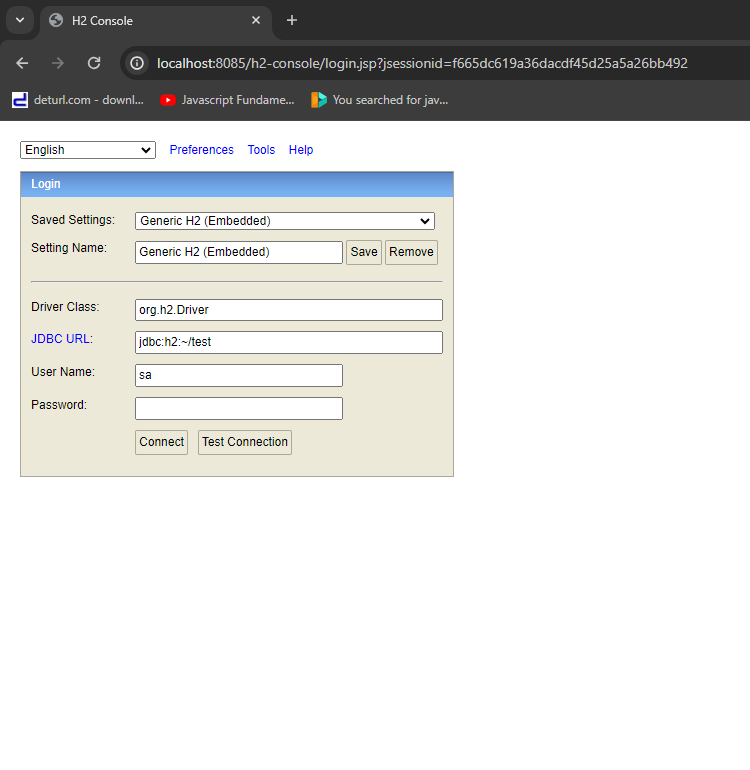 H2 Console
localhost:8085/h2-console/login.jsp?jsessionid=f665dc619a36dacdf45d25a5a26bb492
deturl.com - downl... Javascript Fundame... You searched for jav...
English Preferences Tools Help
Login
Saved Settings: Generic H2 (Embedded)
Setting Name: Generic H2 (Embedded) Save Remove
Driver Class: org.h2.Driver
JDBC URL: jdbc:h2:~/test
User Name: sa
Password:
Connect Test Connection